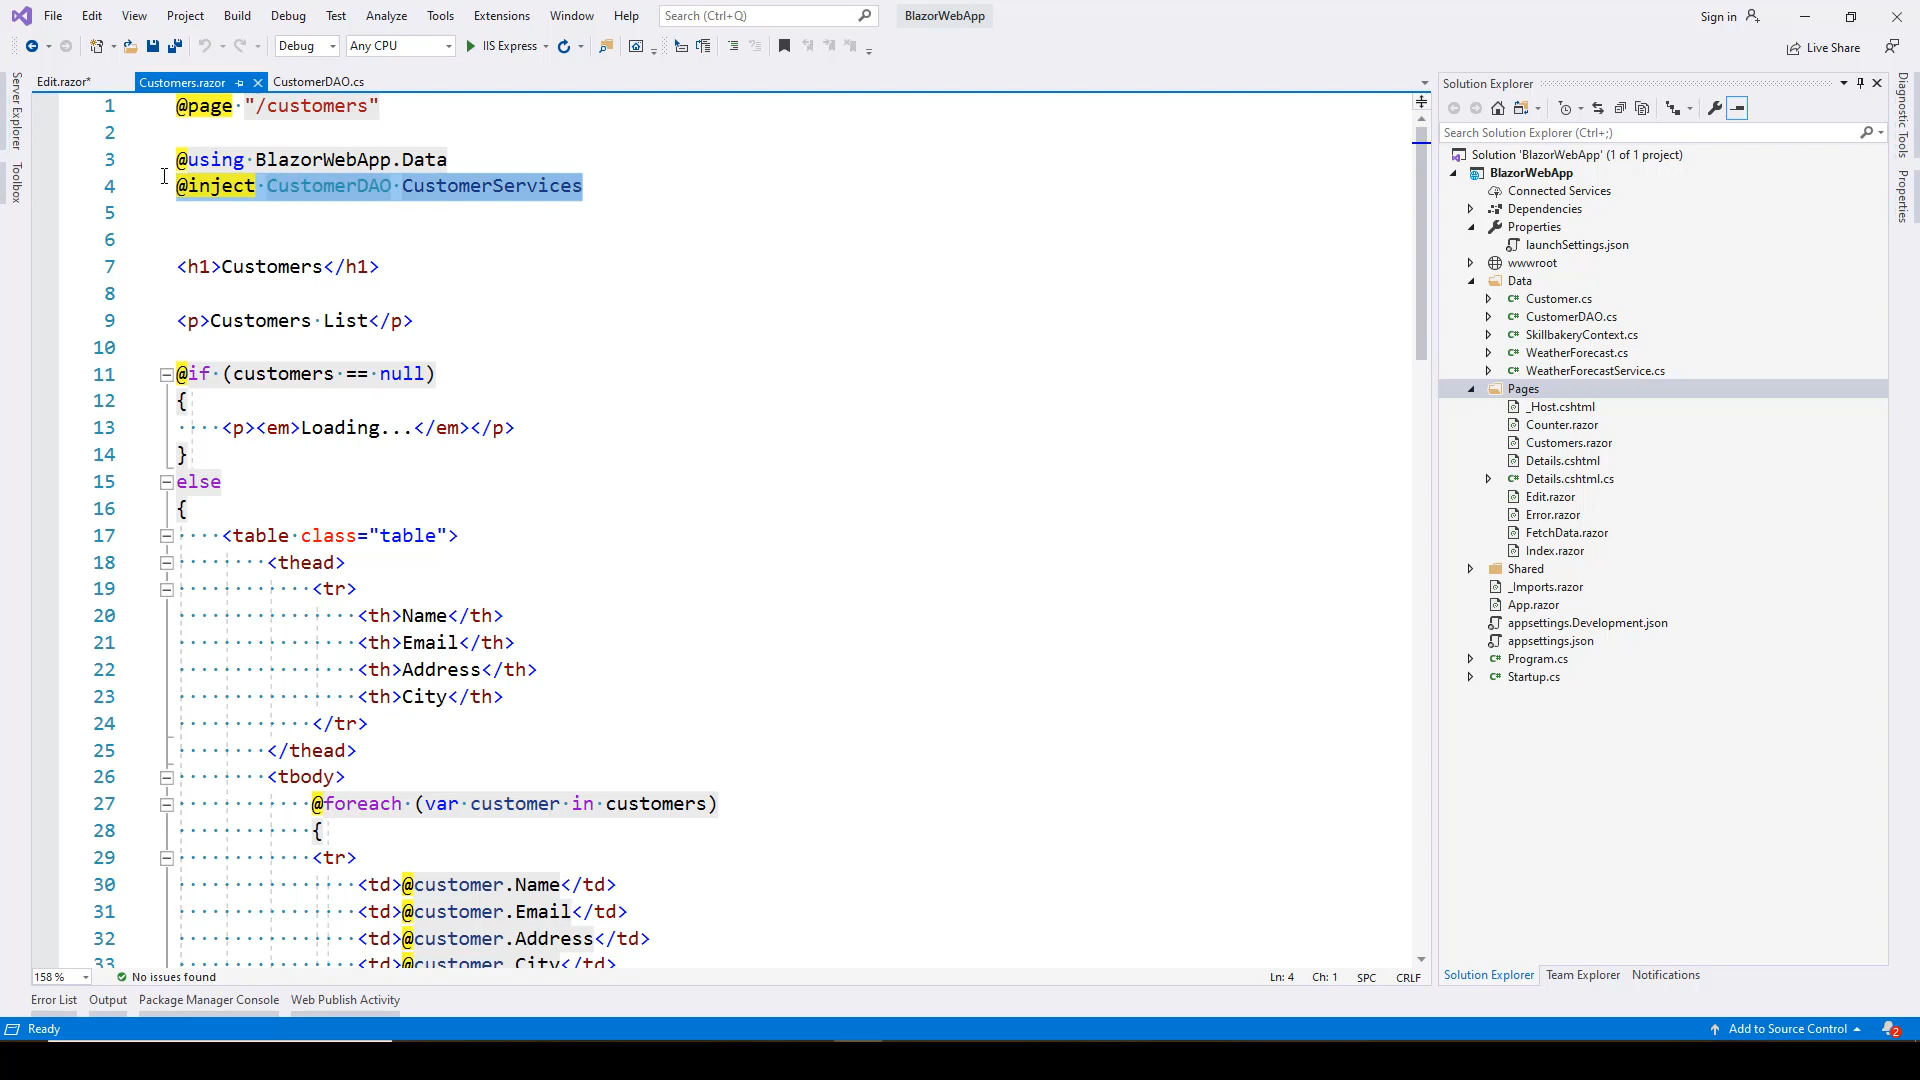 File Edit View Project Build Debug Test Analyze Tools Extensions Window Help Search (Ctrl+Q) BlazorWebApp Sign in
Debug Any CPU IIS Express Live Share
Edit.razor* Customers.razor CustomerDAO.cs
Server Explorer
Toolbox
1 @page "/customers"
2
3 @using BlazorWebApp.Data
4 @inject CustomerDAO CustomerServices
5
6
7 <h1>Customers</h1>
8
9 <p>Customers List</p>
10
11 @if (customers == null)
12 {
13 <p><em>Loading...</em></p>
14 }
15 else
16 {
17 <table class="table">
18 <thead>
19 <tr>
20 <th>Name</th>
21 <th>Email</th>
22 <th>Address</th>
23 <th>City</th>
24 </tr>
25 </thead>
26 <tbody>
27 @foreach (var customer in customers)
28 {
29 <tr>
30 <td>@customer.Name</td>
31 <td>@customer.Email</td>
32 <td>@customer.Address</td>
33 <td>@customer.City</td>
158 % No issues found Ln: 4 Ch: 1 SPC CRLF
Solution Explorer
Search Solution Explorer (Ctrl+;)
Solution 'BlazorWebApp' (1 of 1 project)
BlazorWebApp
Connected Services
Dependencies
Properties
launchSettings.json
wwwroot
Data
Customer.cs
CustomerDAO.cs
SkillbakeryContext.cs
WeatherForecast.cs
WeatherForecastService.cs
Pages
_Host.cshtml
Counter.razor
Customers.razor
Details.cshtml
Details.cshtml.cs
Edit.razor
Error.razor
FetchData.razor
Index.razor
Shared
_Imports.razor
App.razor
appsettings.Development.json
appsettings.json
Program.cs
Startup.cs
Solution Explorer Team Explorer Notifications
Diagnostic Tools
Properties
Error List Output Package Manager Console Web Publish Activity
Ready Add to Source Control 2